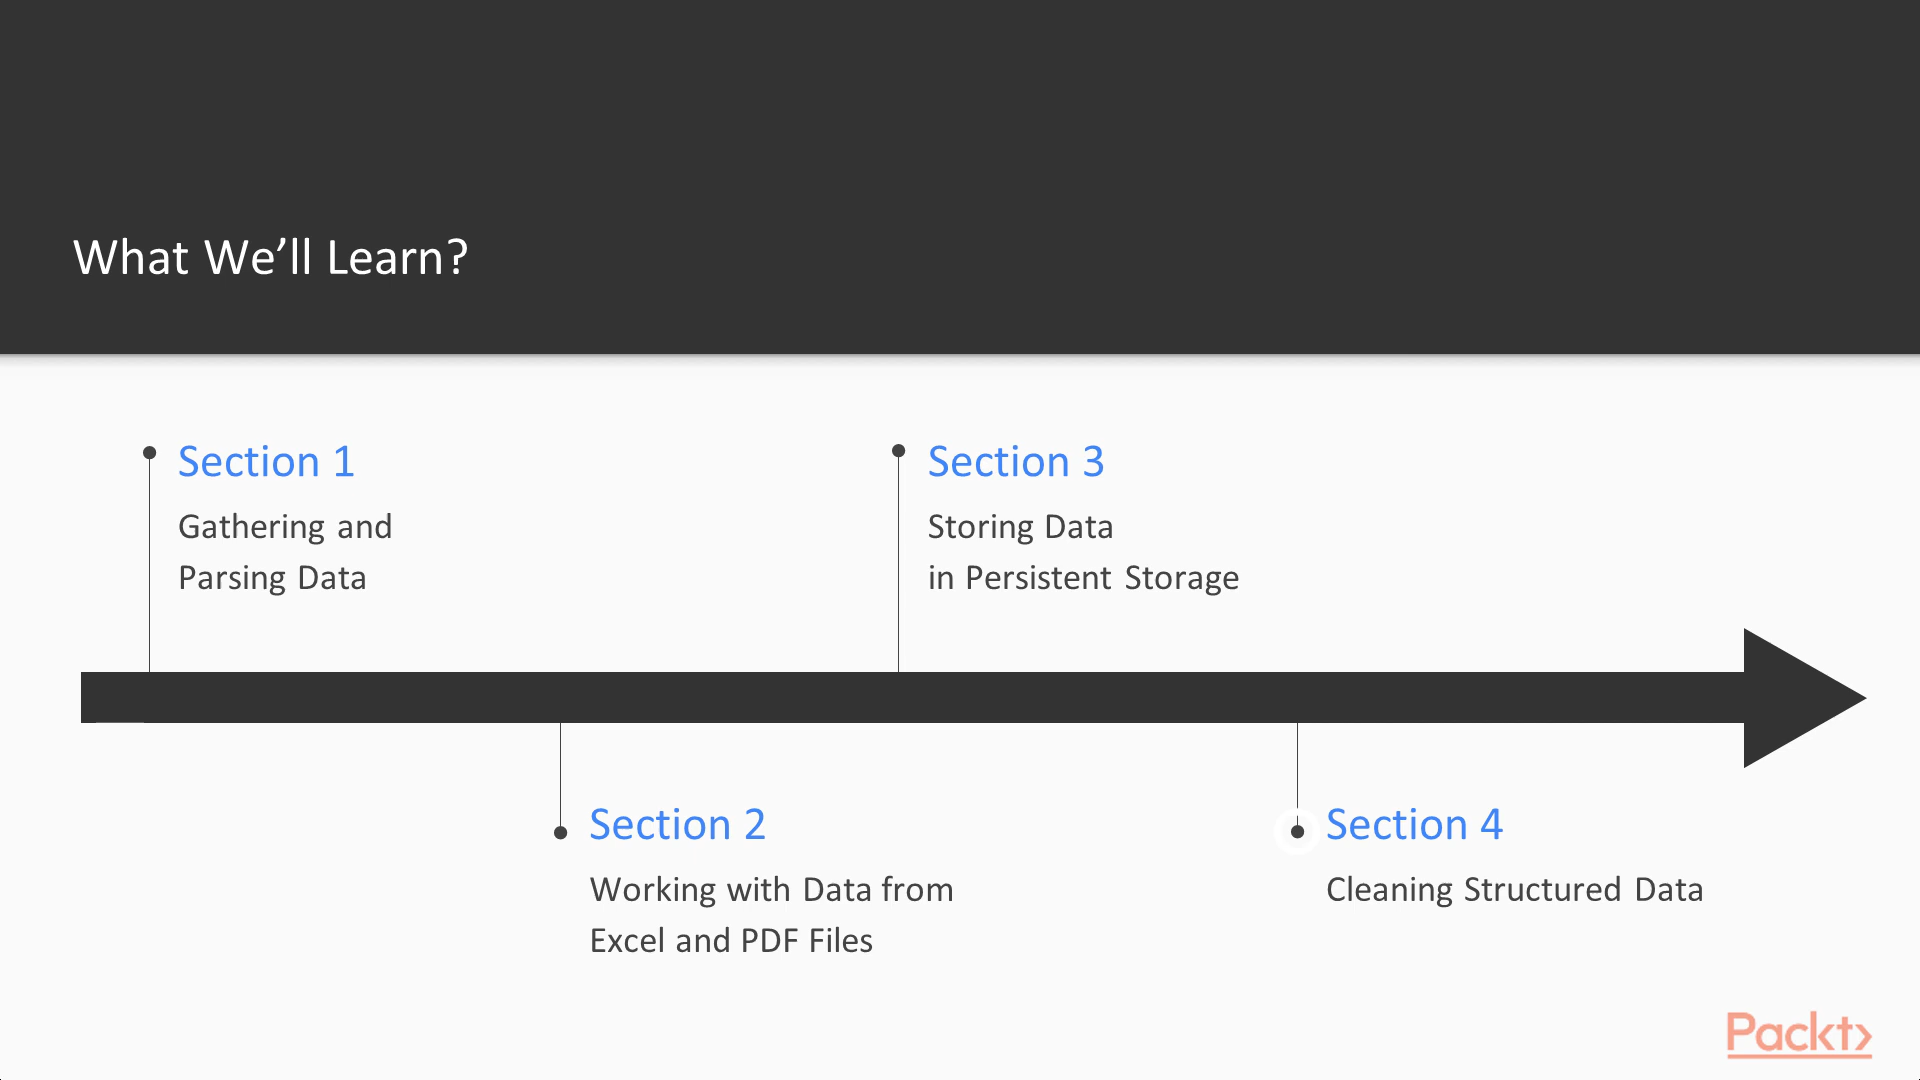 What We’ll Learn?
Section 1
Gathering and
Parsing Data
Section 2
Working with Data from
Excel and PDF Files
Section 3
Storing Data
in Persistent Storage
Section 4
Cleaning Structured Data
Packt